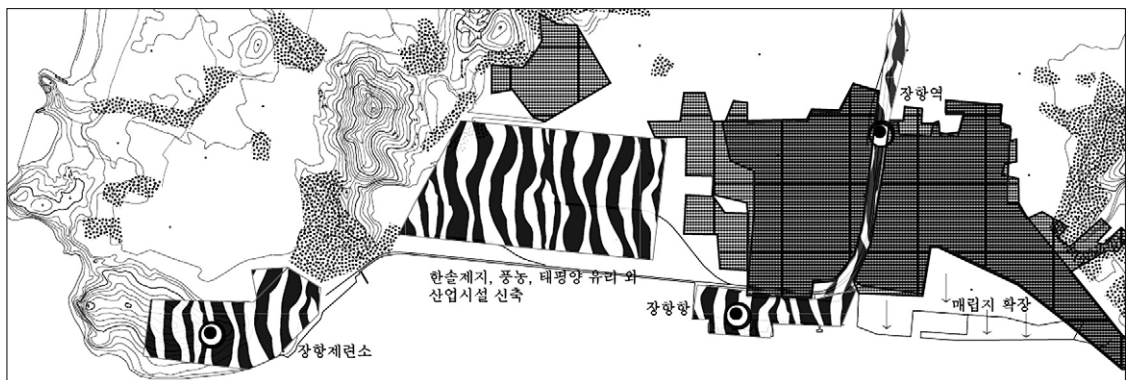 장항역
한솔제지, 풍농, 태평양 유리 외
산업시설 신축
장항항
매립지 확장
장항제련소